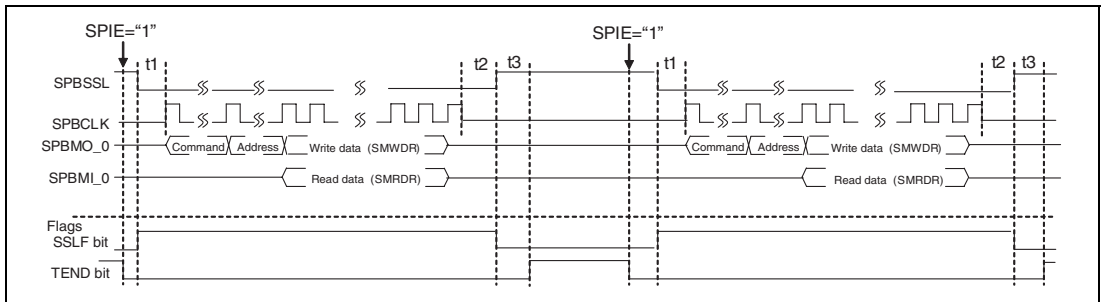 SPIE=“1” SPIE=“1”
t1 t2 t3 t1 t2 t3
SPBSSL
SPBCLK
SPBMO_0 Command Address Write data (SMWDR) Command Address Write data (SMWDR)
SPBMI_0 Read data (SMRDR) Read data (SMRDR)
Flags
SSLF bit
TEND bit